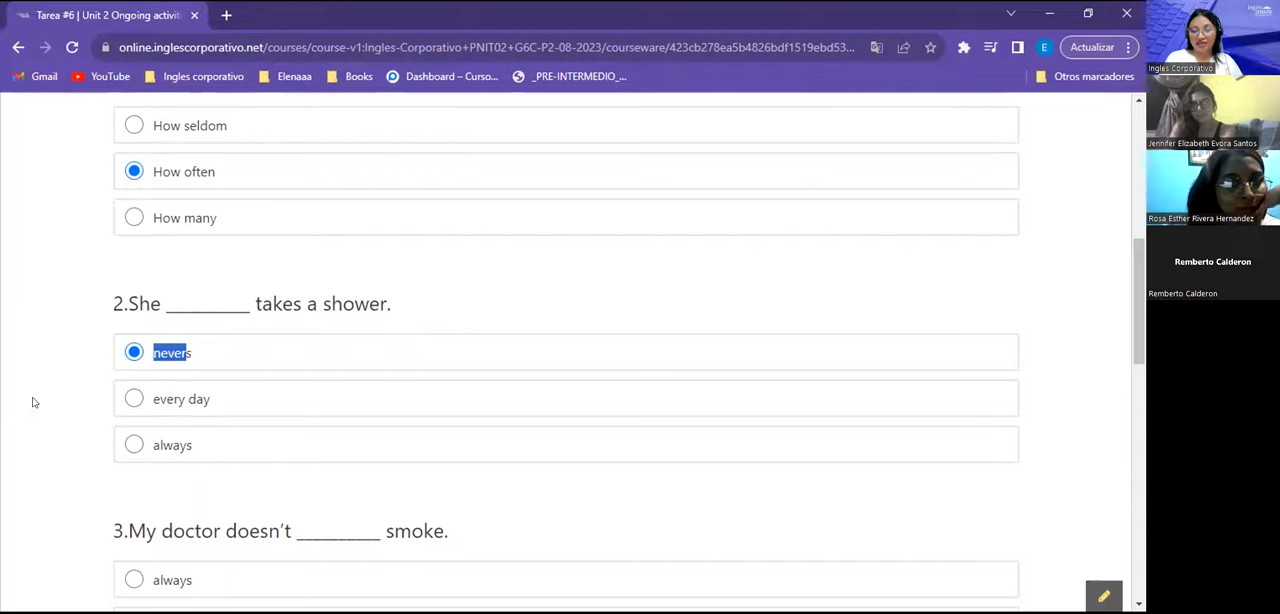 Tarea #6 | Unit 2 Ongoing activiti
online.inglescorporativo.net/courses/course-v1:Ingles-Corporativo+PNIT02+G6C-P2-08-2023/courseware/423cb278ea5b4826bdf1519ebd53...
E
Actualizar
Gmail
YouTube
Ingles corporativo
Elenaaa
Books
Dashboard – Curso...
_PRE-INTERMEDIO_...
Otros marcadores
How seldom
How often
How many
2.She _________ takes a shower.
nevers
every day
always
3.My doctor doesn't _________ smoke.
always
Ingles Corporativo
Jennifer Elizabeth Evora Santos
Rosa Esther Rivera Hernandez
Remberto Calderon
Remberto Calderon